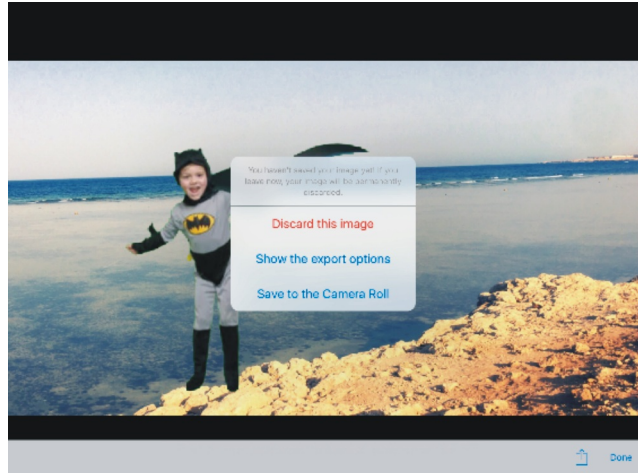 You haven't saved your image yet! If you
leave now, your image will be permanently
discarded.
Discard this image
Show the export options
Save to the Camera Roll
Done